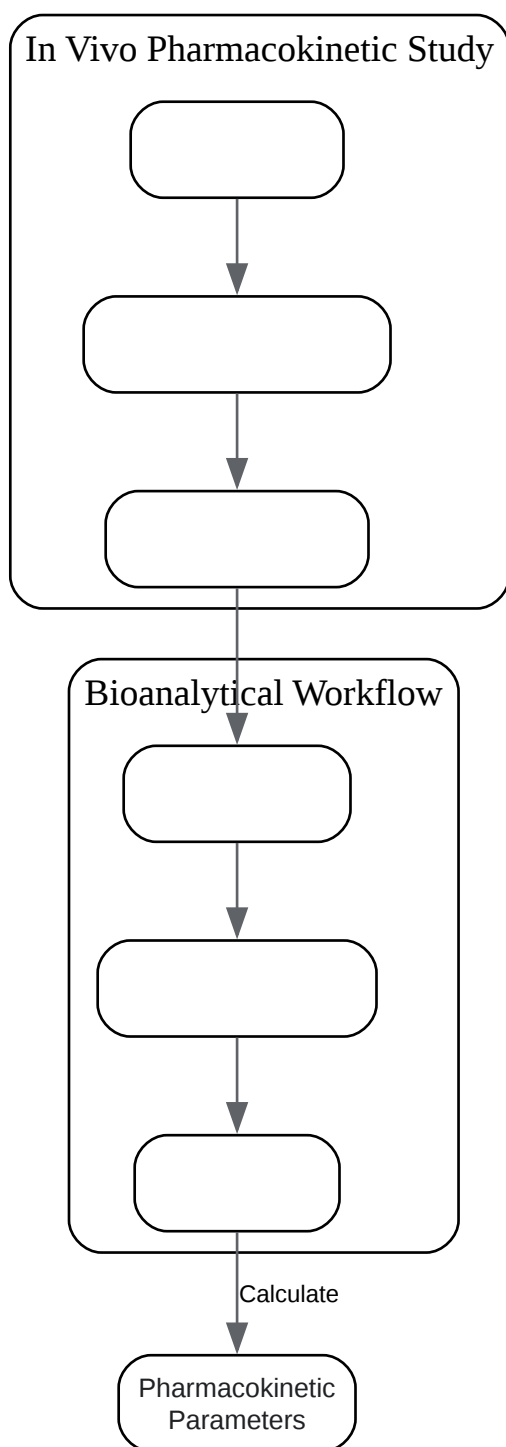 In Vivo Pharmacokinetic Study
Bioanalytical Workflow
Calculate
Pharmacokinetic
Parameters